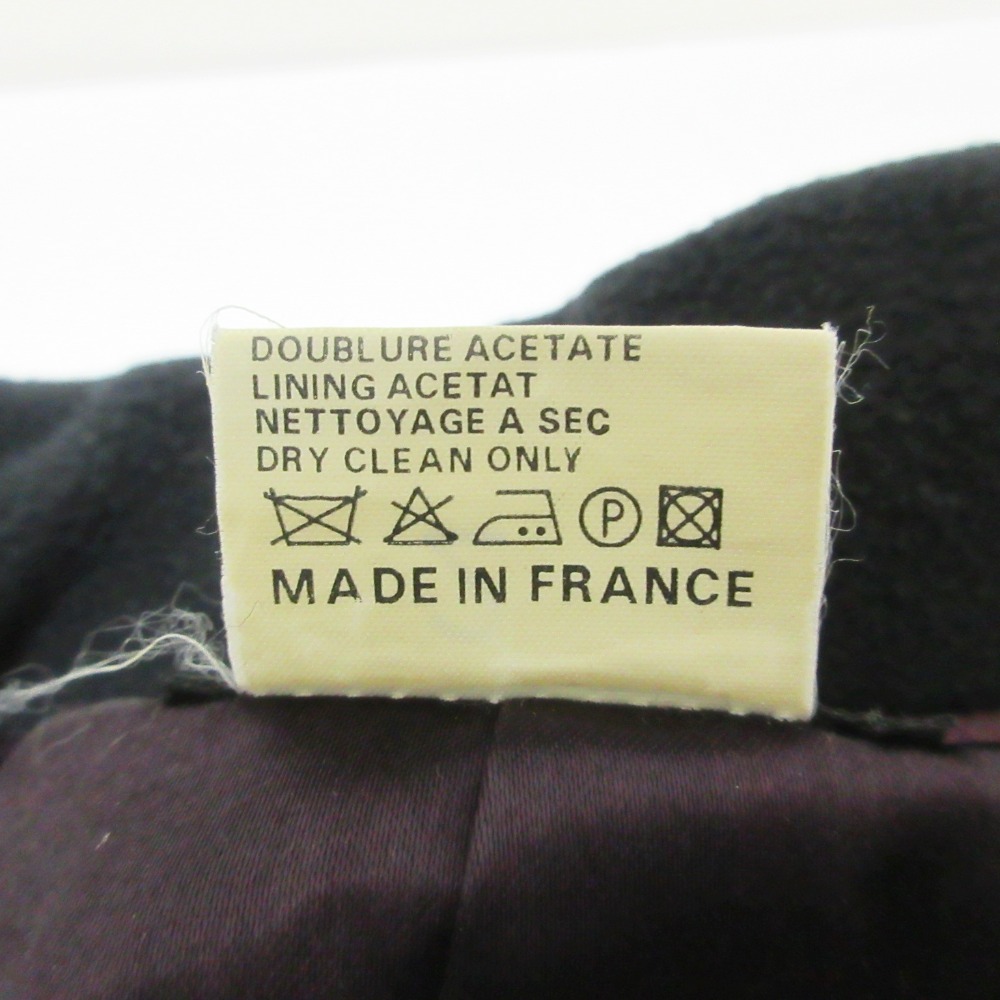 DOUBLURE ACETATE
LINING ACETAT
NETTOYAGE A SEC
DRY CLEAN ONLY
P
MADE IN FRANCE